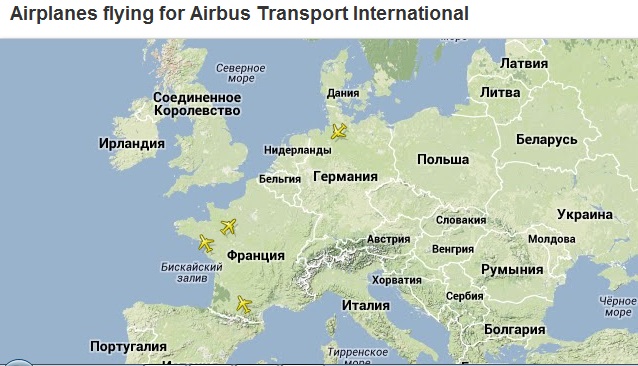 Airplanes flying for Airbus Transport International
Северное
море
Латвия
Дания
Литва
Соединенное
Королевство
Ирландия
Беларусь
Нидерланды
Польша
Бельгия
Германия
Украина
Словакия
Молдова
Австрия
Венгрия
Франция
Бискайский
залив
Румыния
Хорватия
Сербия
Италия
Чёрное
море
Болгария
Португалия
Тирренское
море